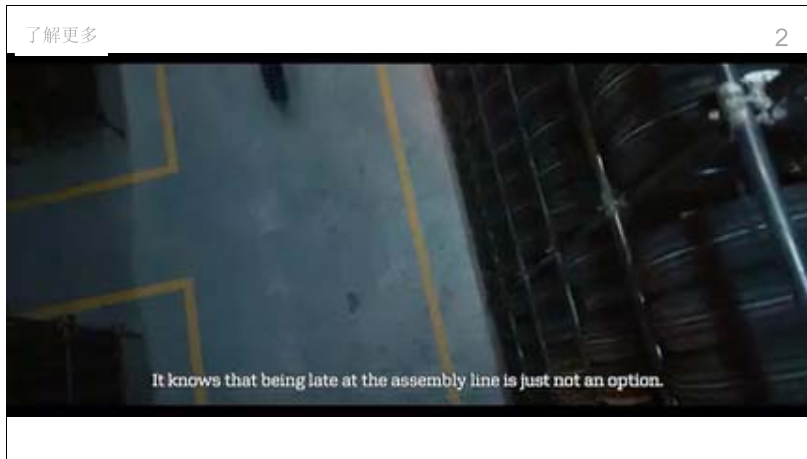 了解更多
2
It knows that being late at the assembly line is just not an option.